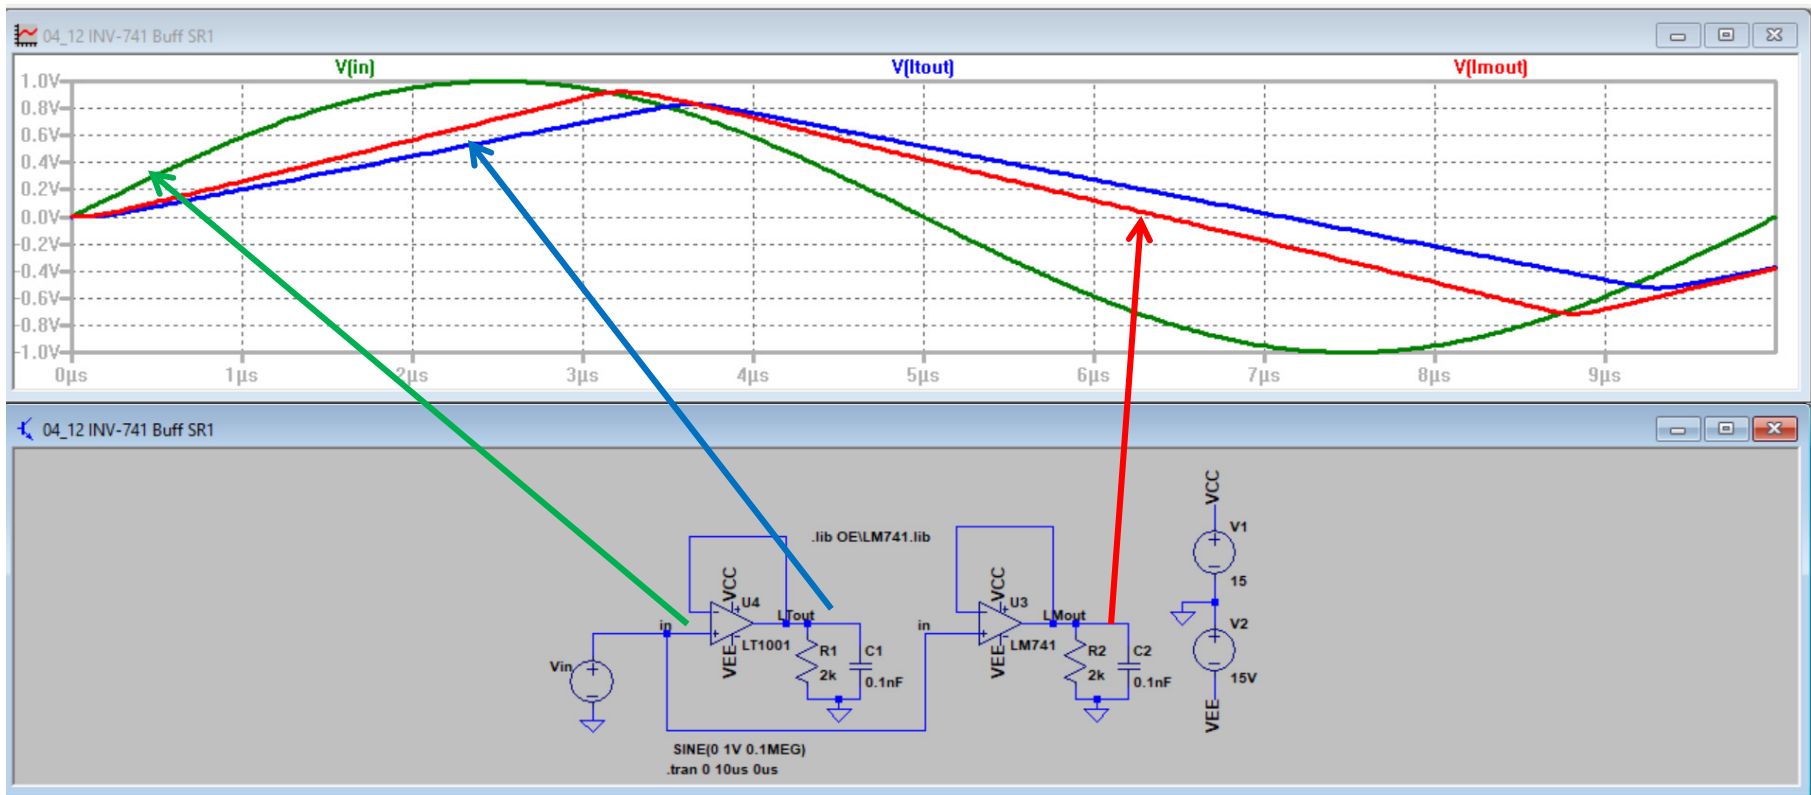 04_12 INV-741 Buff SR1
V(in) V(ltout) V(lmout)
1.0V
0.8V
0.6V
0.4V
0.2V
0.0V
-0.2V
-0.4V
-0.6V
-0.8V
-1.0V
0µs 1µs 2µs 3µs 4µs 5µs 6µs 7µs 8µs 9µs
04_12 INV-741 Buff SR1
.lib OE\LM741.lib
VCC
V1
15
V2
15V
VEE
VCC
U4
LTout
in
LT1001
VEE
R1
2k
C1
0.1nF
Vin
VCC
U3
LMout
in
LM741
VEE
R2
2k
C2
0.1nF
SINE(0 1V 0.1MEG)
.tran 0 10us 0us